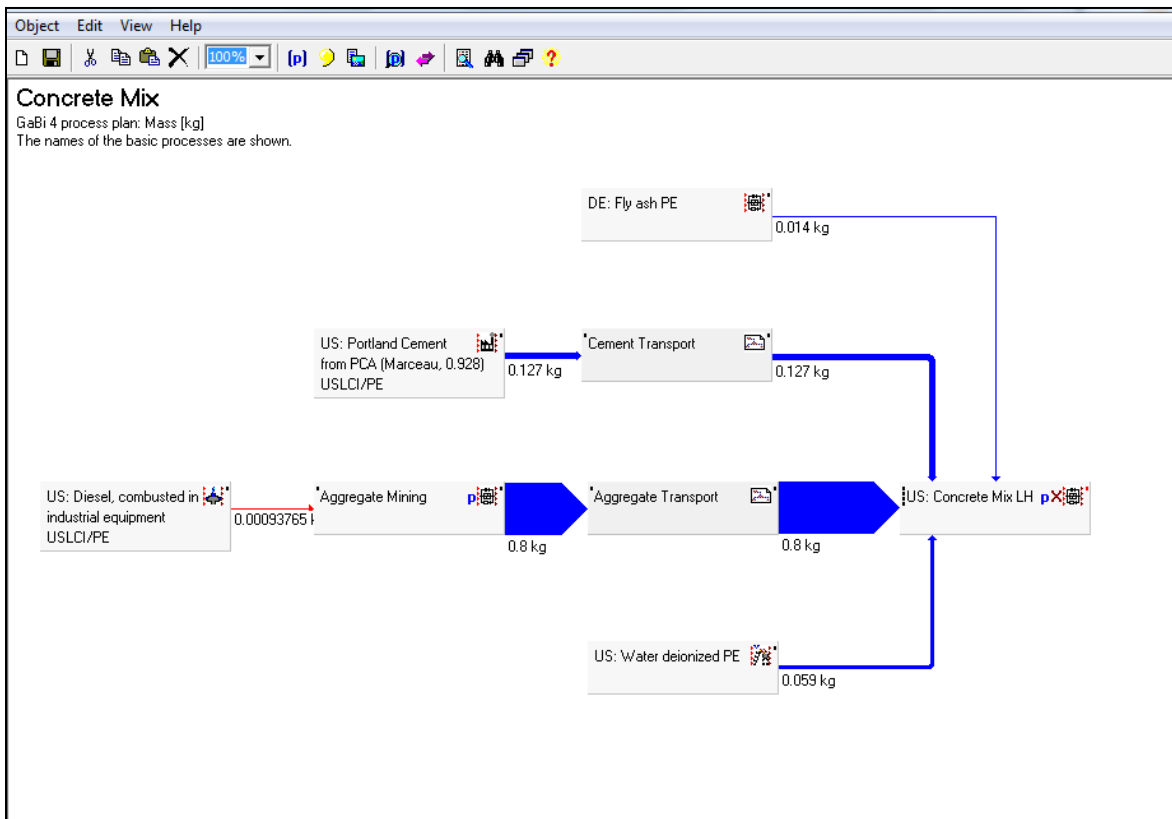 Object Edit View Help
100%
Concrete Mix
GaBi 4 process plan: Mass [kg]
The names of the basic processes are shown.
DE: Fly ash PE
0.014 kg
US: Portland Cement
from PCA (Marceau, 0.928)
USLCI/PE
0.127 kg
Cement Transport
0.127 kg
US: Diesel, combusted in
industrial equipment
USLCI/PE
0.00093765 k
Aggregate Mining
p
0.8 kg
Aggregate Transport
0.8 kg
US: Concrete Mix LH
pX
US: Water deionized PE
0.059 kg